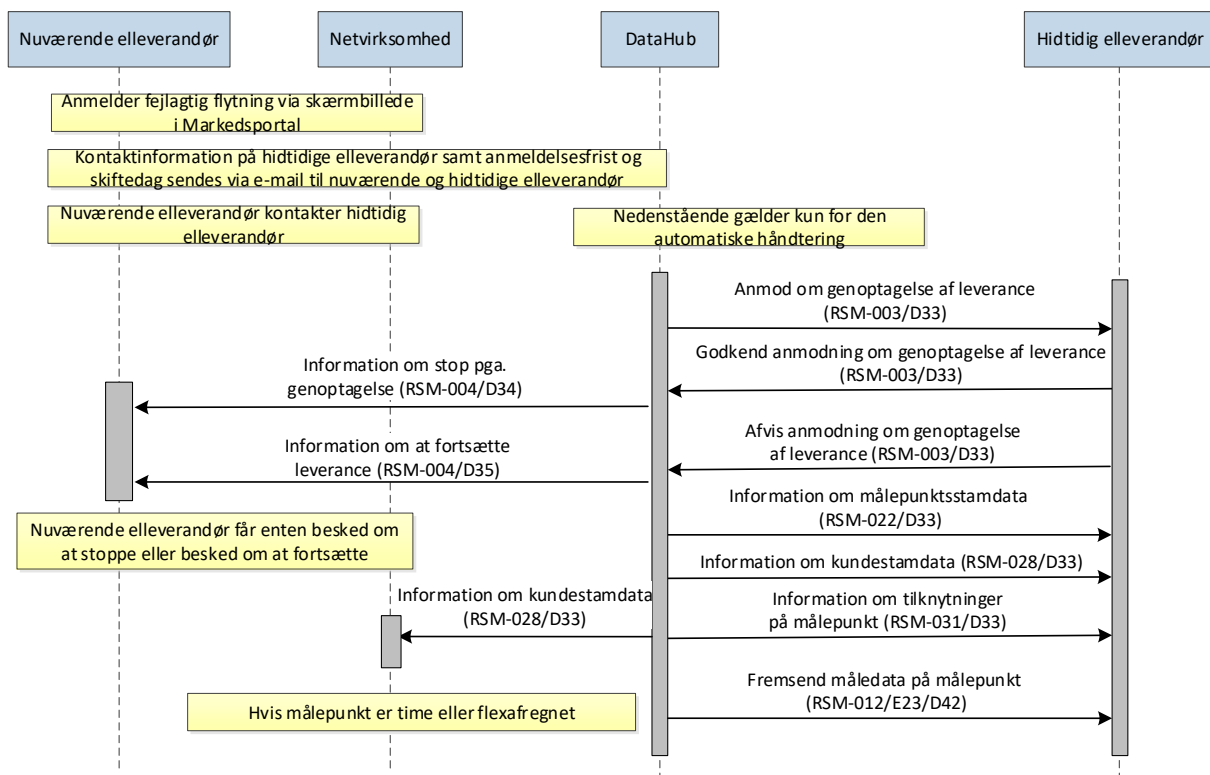 Nuværende elleverandør
Netvirksomhed
DataHub
Hidtidig elleverandør
Anmelder fejlagtig flytning via skærmbillede
i Markedsportal
Kontaktinformation på hidtidige elleverandør samt anmeldelsesfrist og
skiftedag sendes via e-mail til nuværende og hidtidige elleverandør
Nuværende elleverandør kontakter hidtidig
elleverandør
Nedenstående gælder kun for den
automatiske håndtering
Anmod om genoptagelse af leverance
(RSM-003/D33)
Godkend anmodning om genoptagelse af leverance
(RSM-003/D33)
Information om stop pga.
genoptagelse (RSM-004/D34)
Afvis anmodning om genoptagelse
af leverance (RSM-003/D33)
Information om at fortsætte
leverance (RSM-004/D35)
Information om målepunktsstamdata
(RSM-022/D33)
Nuværende elleverandør får enten besked om
at stoppe eller besked om at fortsætte
Information om kundestamdata (RSM-028/D33)
Information om kundestamdata
(RSM-028/D33)
Information om tilknytninger
på målepunkt (RSM-031/D33)
Fremsend måledata på målepunkt
(RSM-012/E23/D42)
Hvis målepunkt er time eller flexafregnet